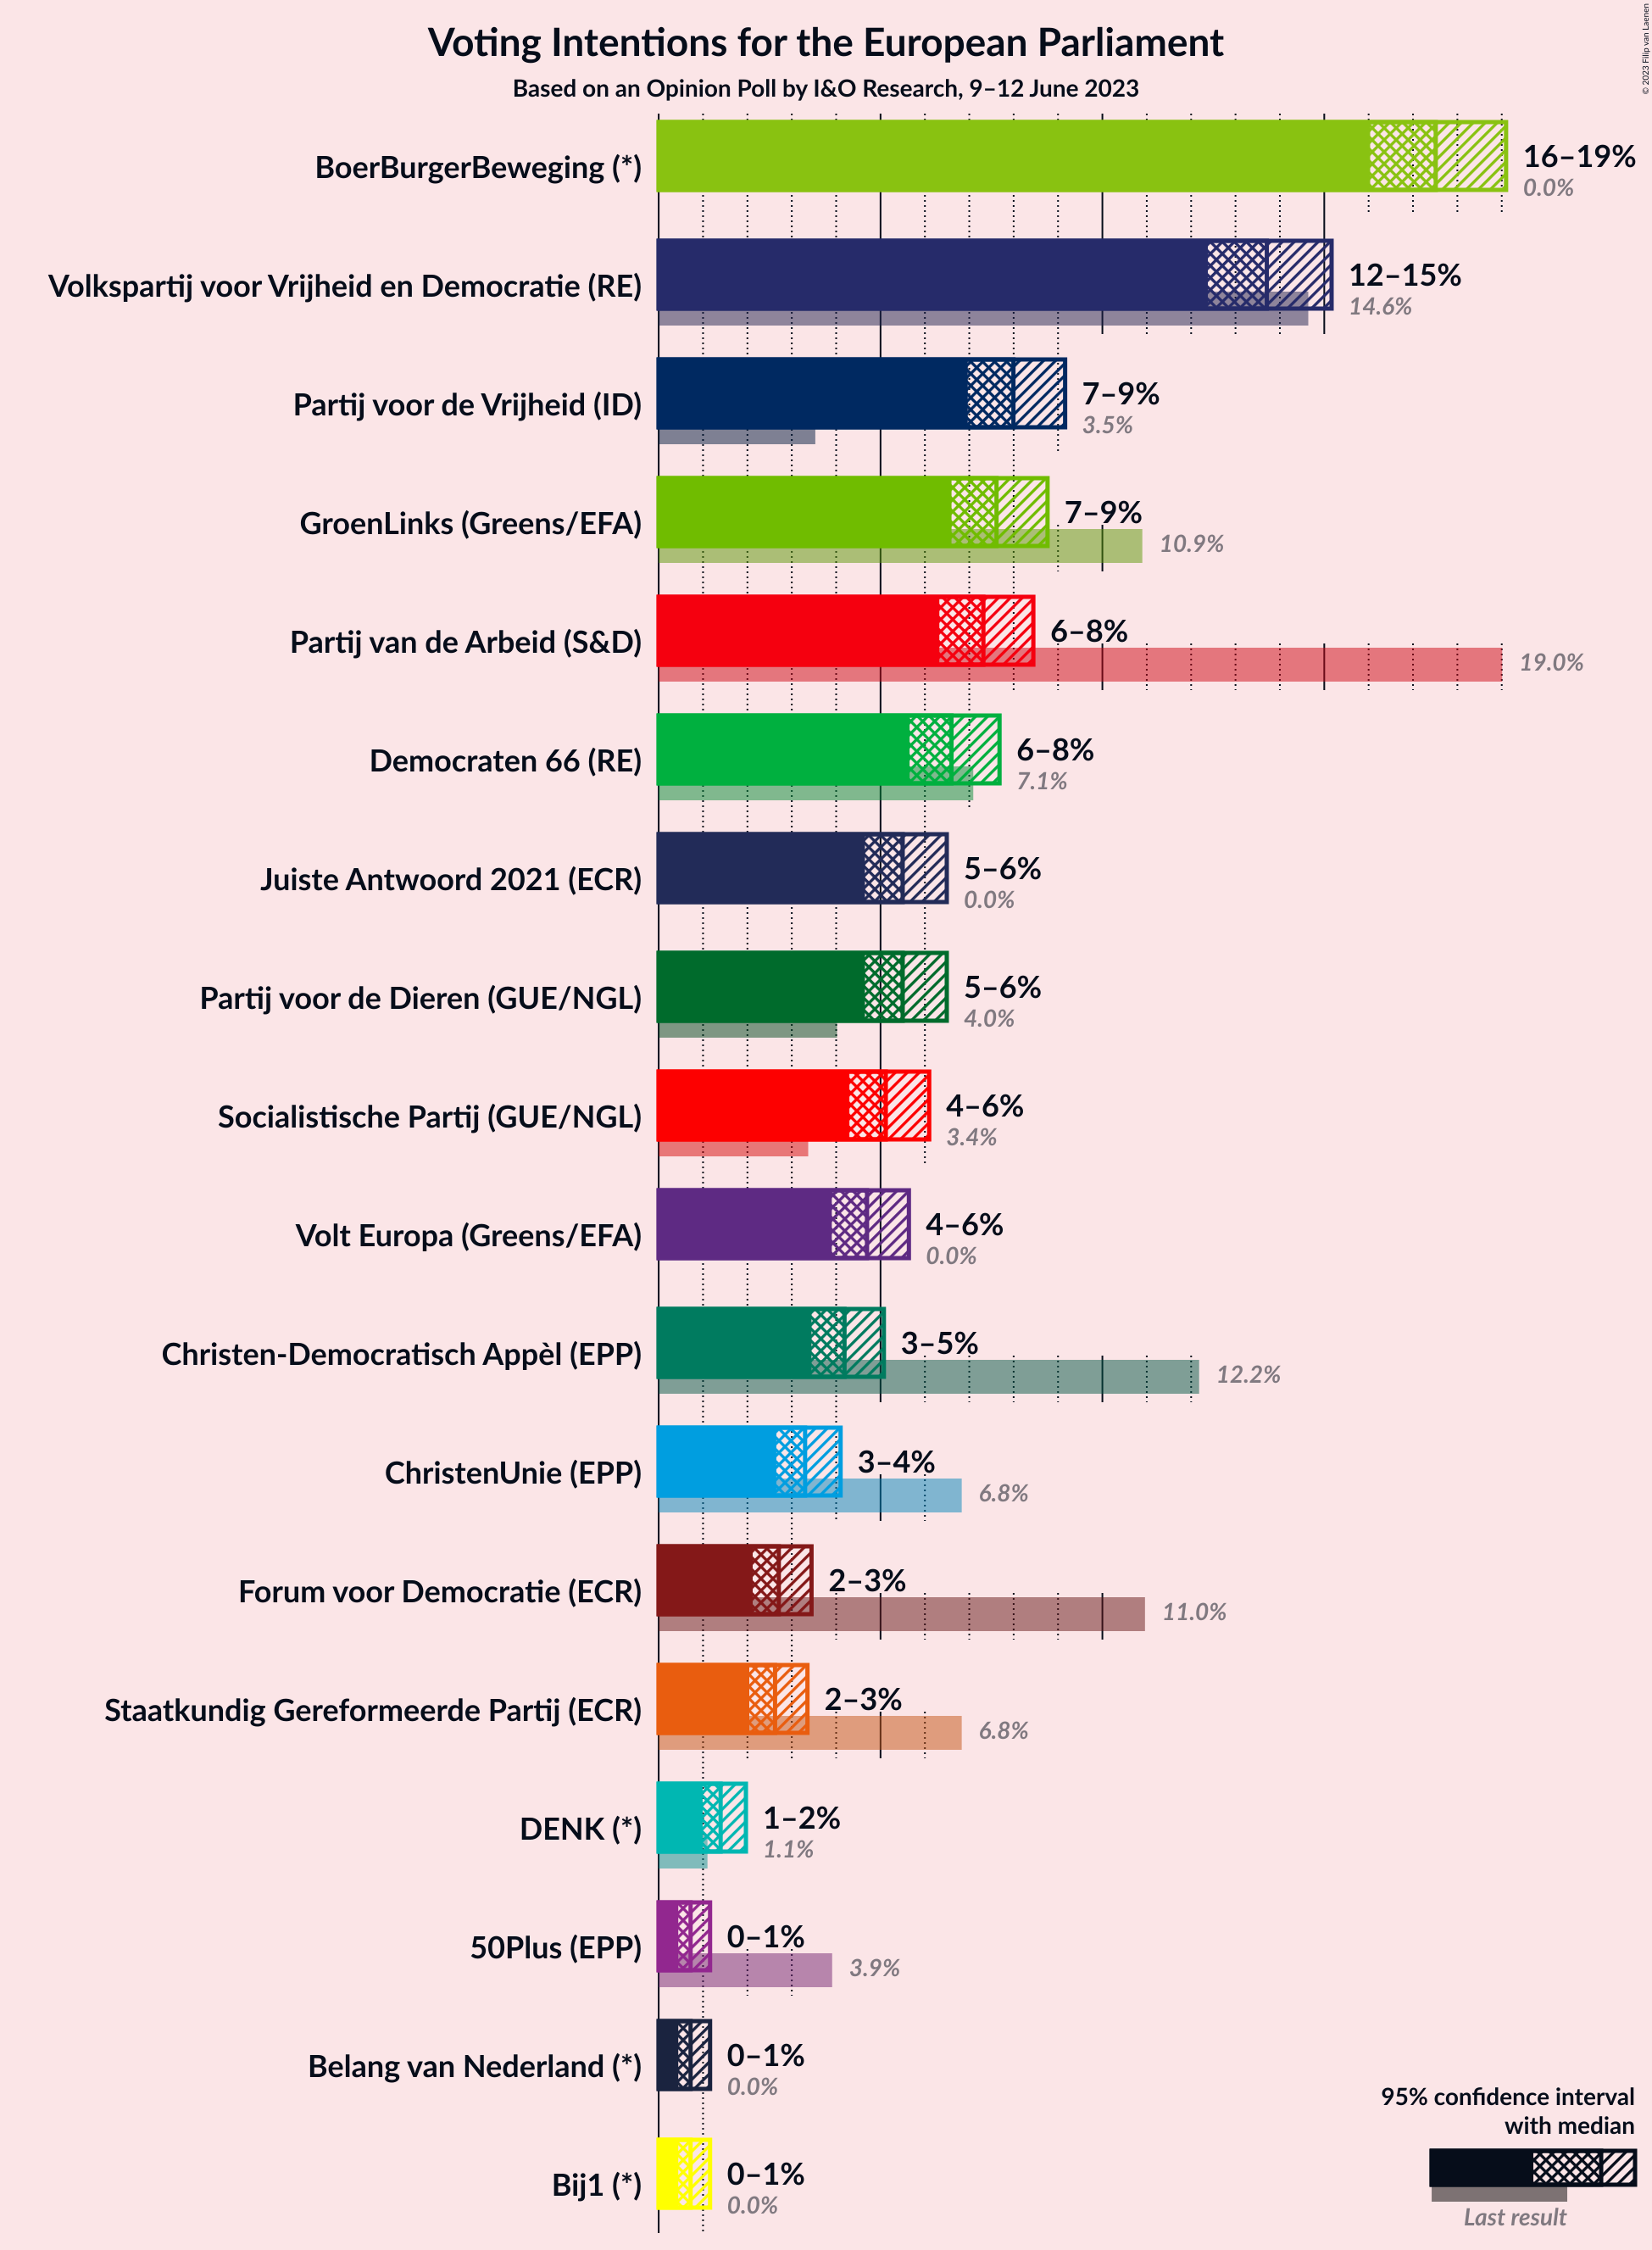 Voting Intentions for the European Parliament
Based on an Opinion Poll by I&O Research, 9–12 June 2023
© 2023 Filip van Laenen
BoerBurgerBeweging (*)
16–19%
0.0%
Volkspartij voor Vrijheid en Democratie (RE)
12–15%
14.6%
Partij voor de Vrijheid (ID)
7–9%
3.5%
GroenLinks (Greens/EFA)
7–9%
10.9%
Partij van de Arbeid (S&D)
6–8%
19.0%
Democraten 66 (RE)
6–8%
7.1%
Juiste Antwoord 2021 (ECR)
5–6%
0.0%
Partij voor de Dieren (GUE/NGL)
5–6%
4.0%
Socialistische Partij (GUE/NGL)
4–6%
3.4%
Volt Europa (Greens/EFA)
4–6%
0.0%
Christen-Democratisch Appèl (EPP)
3–5%
12.2%
ChristenUnie (EPP)
3–4%
6.8%
Forum voor Democratie (ECR)
2–3%
11.0%
Staatkundig Gereformeerde Partij (ECR)
2–3%
6.8%
DENK (*)
1–2%
1.1%
50Plus (EPP)
0–1%
3.9%
Belang van Nederland (*)
0–1%
0.0%
Bij1 (*)
0–1%
0.0%
95% confidence interval
with median
Last result